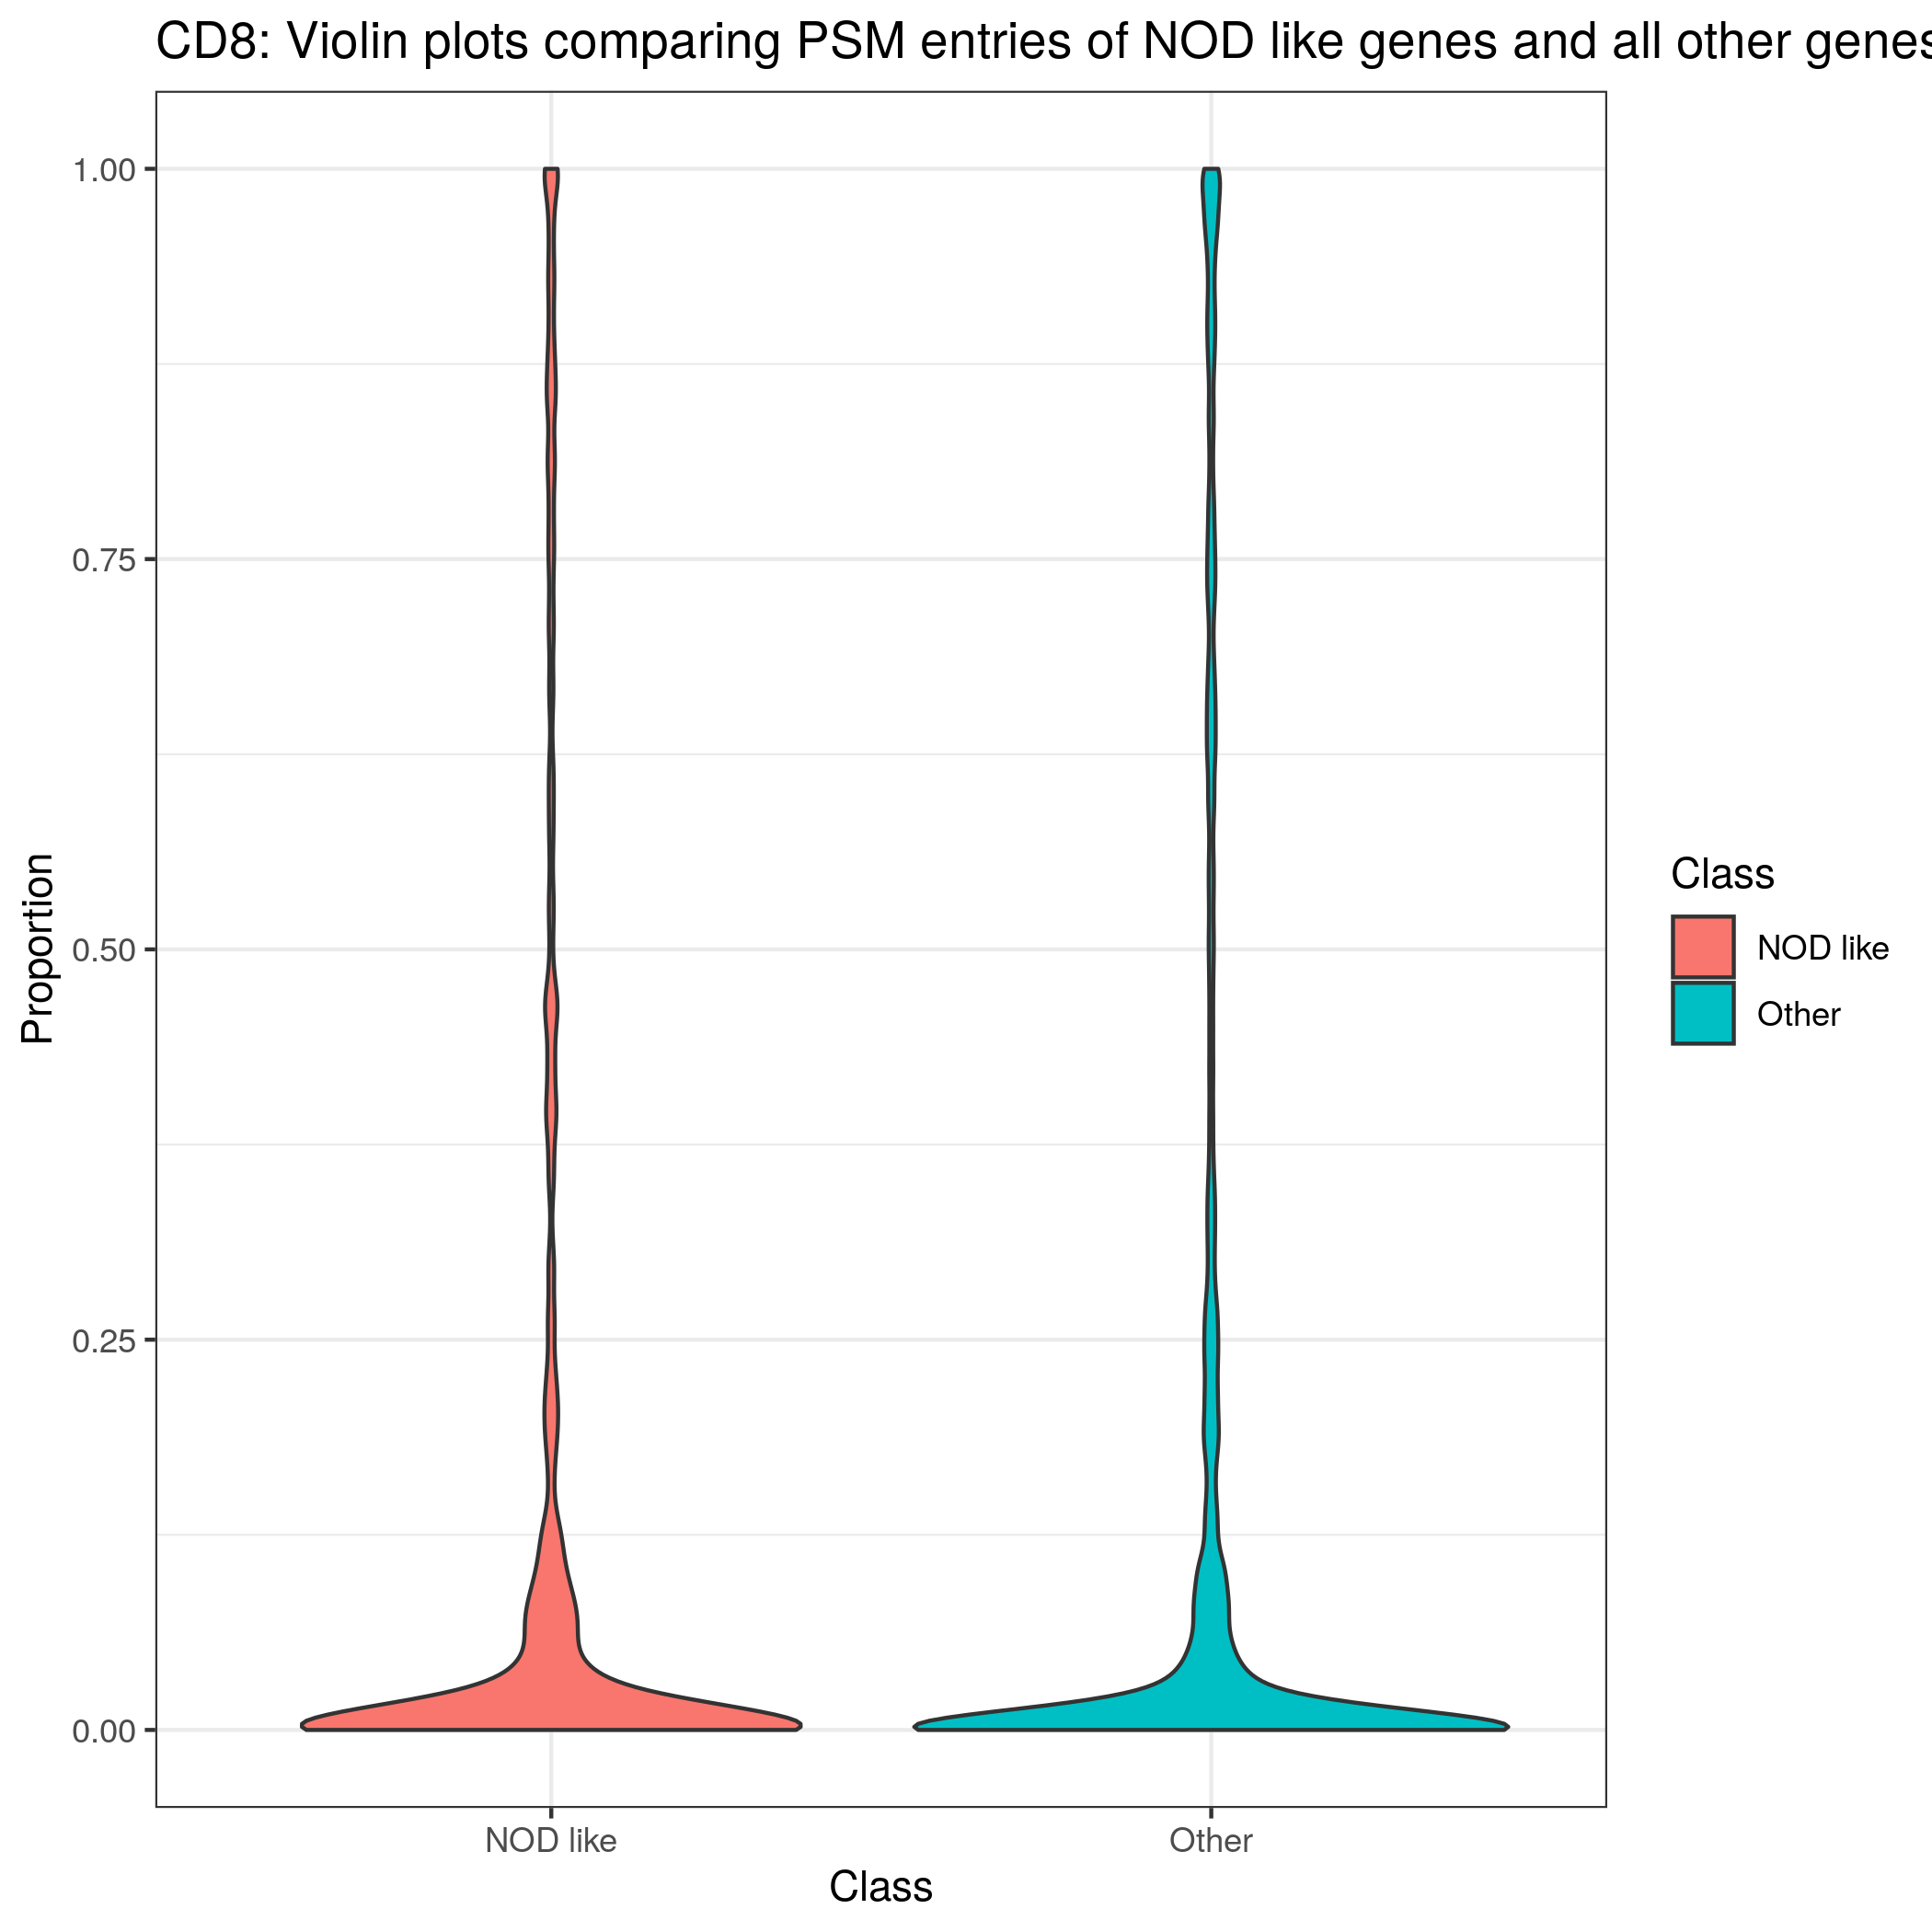 CD8: Violin plots comparing PSM entries of NOD like genes and all other genes
1.00
0.75
0.50
0.25
0.00
Proportion
NOD like
Other
Class
Class
NOD like
Other